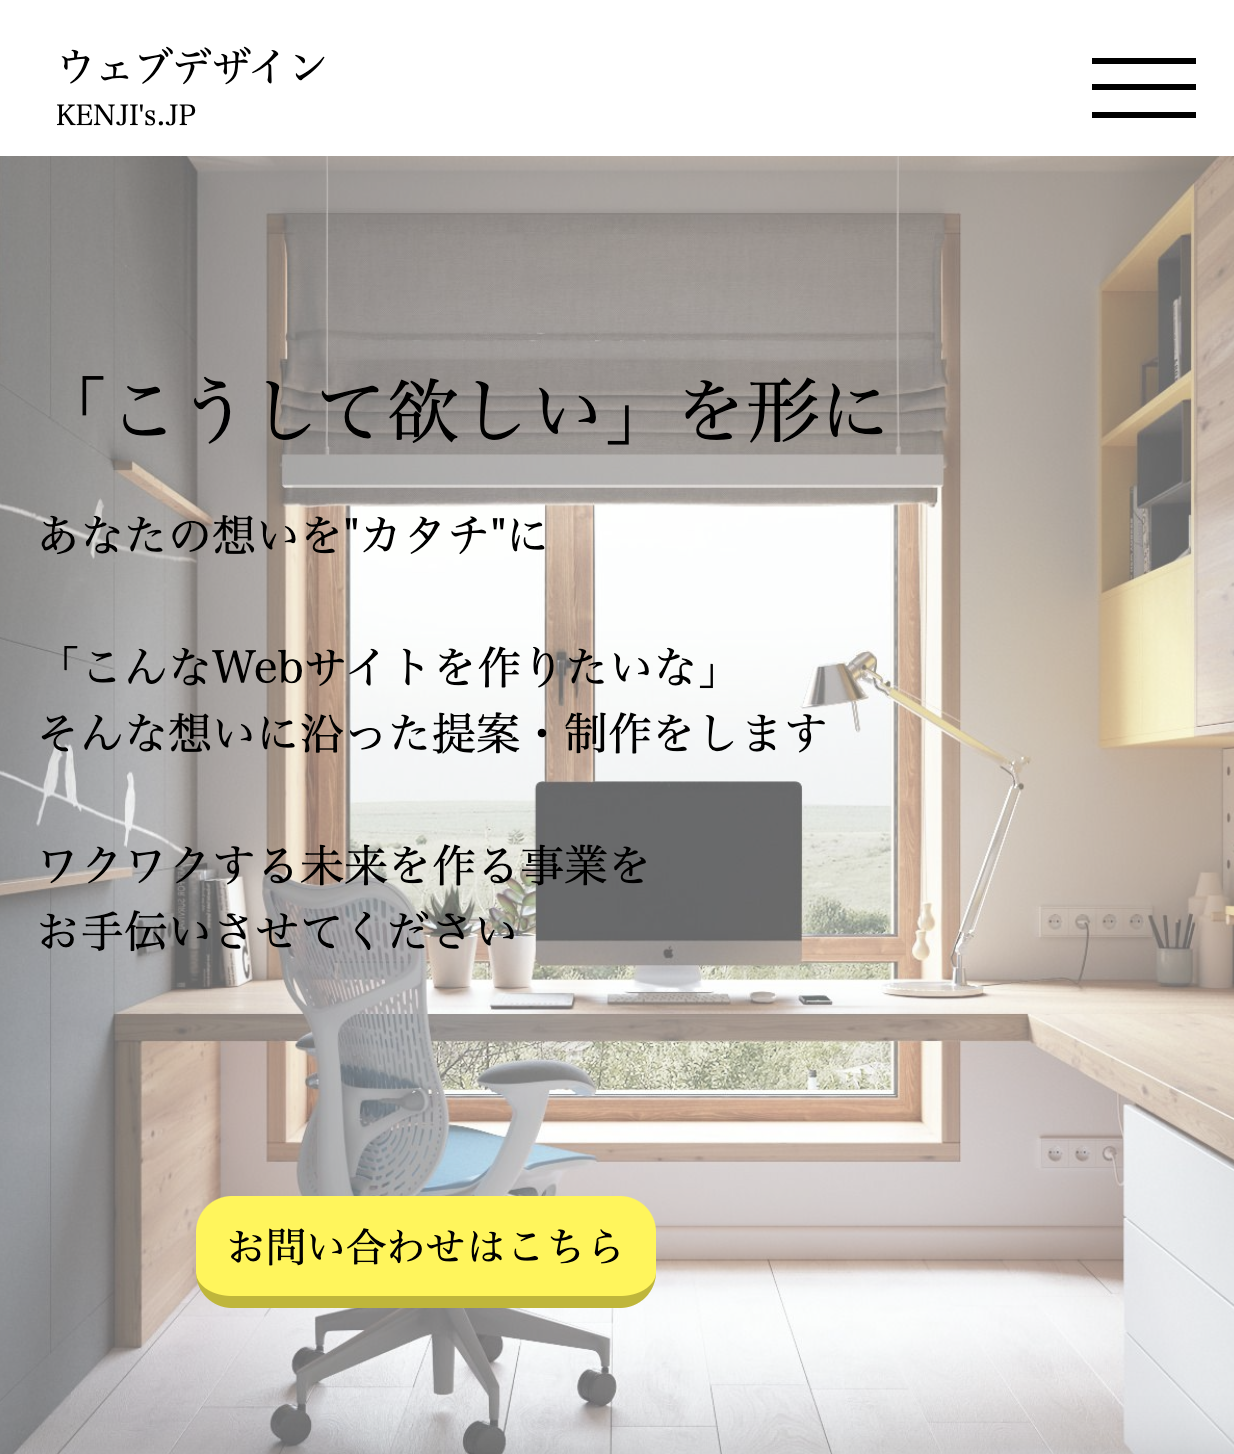 ウェブデザイン
KENJI's.JP
「こうして欲しい」を形に
あなたの想いを"カタチ"に
「こんなWebサイトを作りたいな」
そんな想いに沿った提案・制作をします
ワクワクする未来を作る事業を
お手伝いさせてください
お問い合わせはこちら